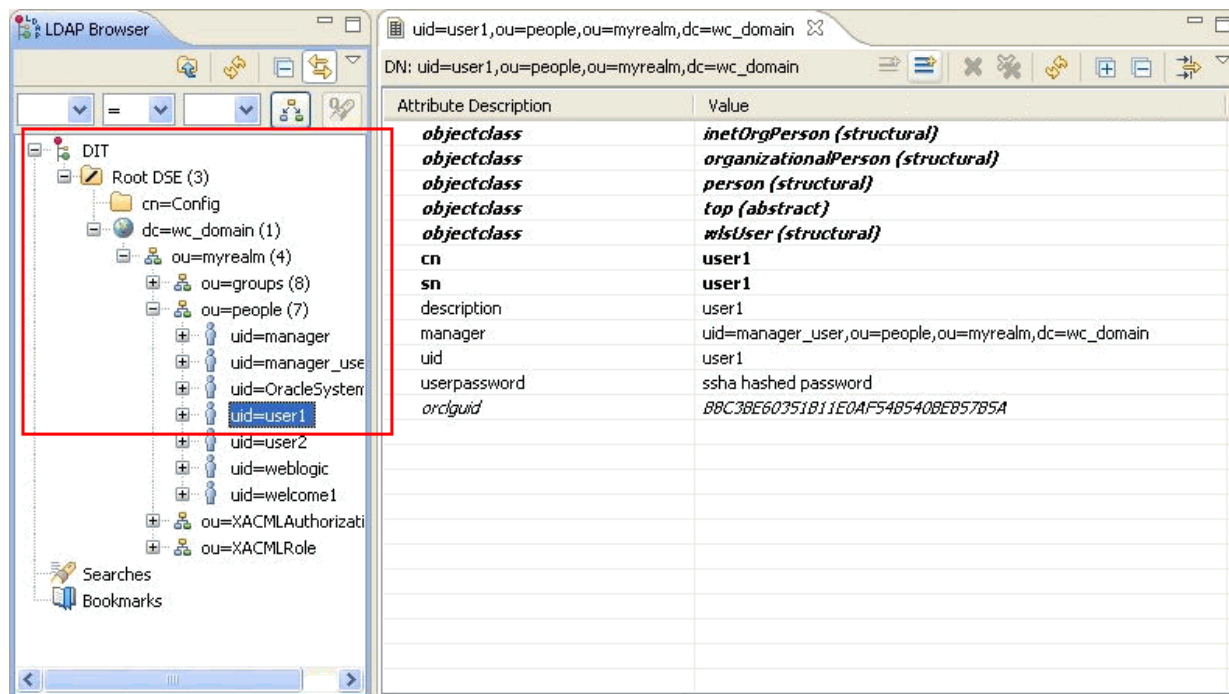 LDAP Browser
=
DIT
Root DSE (3)
cn=Config
dc=wc_domain (1)
ou=myrealm (4)
ou=groups (8)
ou=people (7)
uid=manager
uid=manager_use
uid=OracleSystem
uid=user1
uid=user2
uid=weblogic
uid=welcome1
ou=XACMLAuthorizati
ou=XACMLRole
Searches
Bookmarks
uid=user1,ou=people,ou=myrealm,dc=wc_domain
DN: uid=user1,ou=people,ou=myrealm,dc=wc_domain
Attribute Description Value
objectclass inetOrgPerson (structural)
objectclass organizationalPerson (structural)
objectclass person (structural)
objectclass top (abstract)
objectclass wlsUser (structural)
cn user1
sn user1
description user1
manager uid=manager_user,ou=people,ou=myrealm,dc=wc_domain
uid user1
userpassword ssha hashed password
orclguid